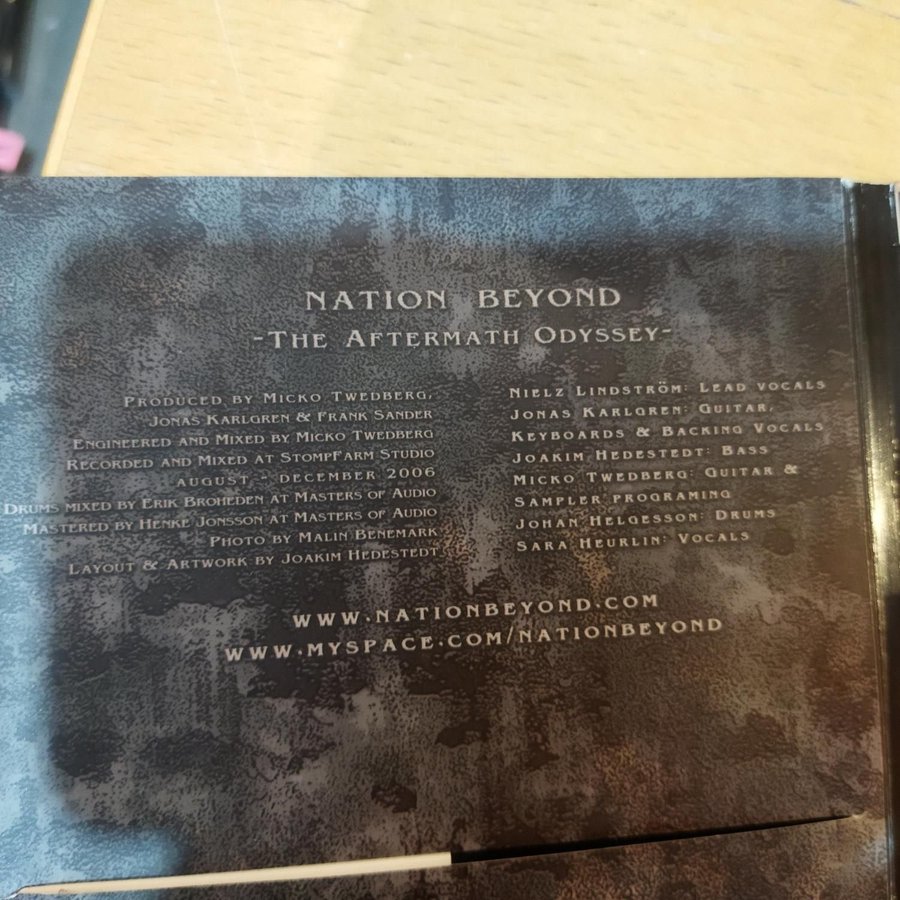 NATION BEYOND
-THE AFTERMATH ODYSSEY-
PRODUCED BY MICKO TWEDBERG,
JONAS KARLGREN & FRANK SANDER
ENGINEERED AND MIXED BY MICKO TWEDBERG
RECORDED AND MIXED AT STOMPFARM STUDIO
AUGUST - DECEMBER 2006
DRUMS MIXED BY ERIK BROHEDEN AT MASTERS OF AUDIO
MASTERED BY HENKE JONSSON AT MASTERS OF AUDIO
PHOTO BY MALIN BENEMARK
LAYOUT & ARTWORK BY JOAKIM HEDESTEDT
NIELZ LINDSTRÖM: LEAD VOCALS
JONAS KARLGREN: GUITAR,
KEYBOARDS & BACKING VOCALS
JOAKIM HEDESTEDT: BASS
MICKO TWEDBERG: GUITAR &
SAMPLER PROGRAMING
JOHAN HELGESSON: DRUMS
SARA HEURLIN: VOCALS
WWW.NATIONBEYOND.COM
WWW.MYSPACE.COM/NATIONBEYOND